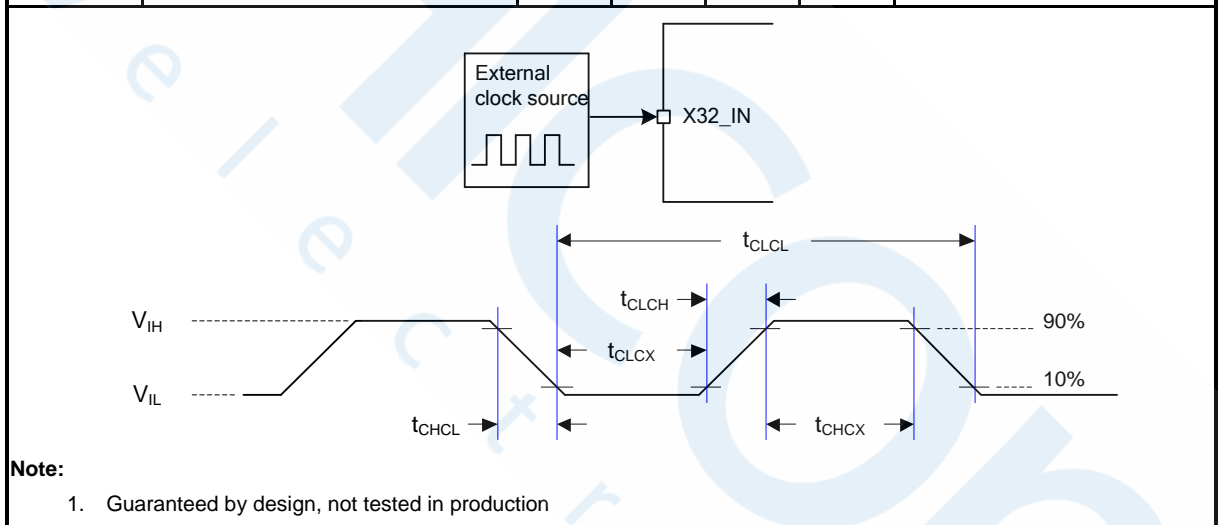 External
clock source
X32_IN
tCLCL
tCLCH
VIH
90%
tCLCX
VIL
10%
tCHCL
tCHCX
Note:
1. Guaranteed by design, not tested in production